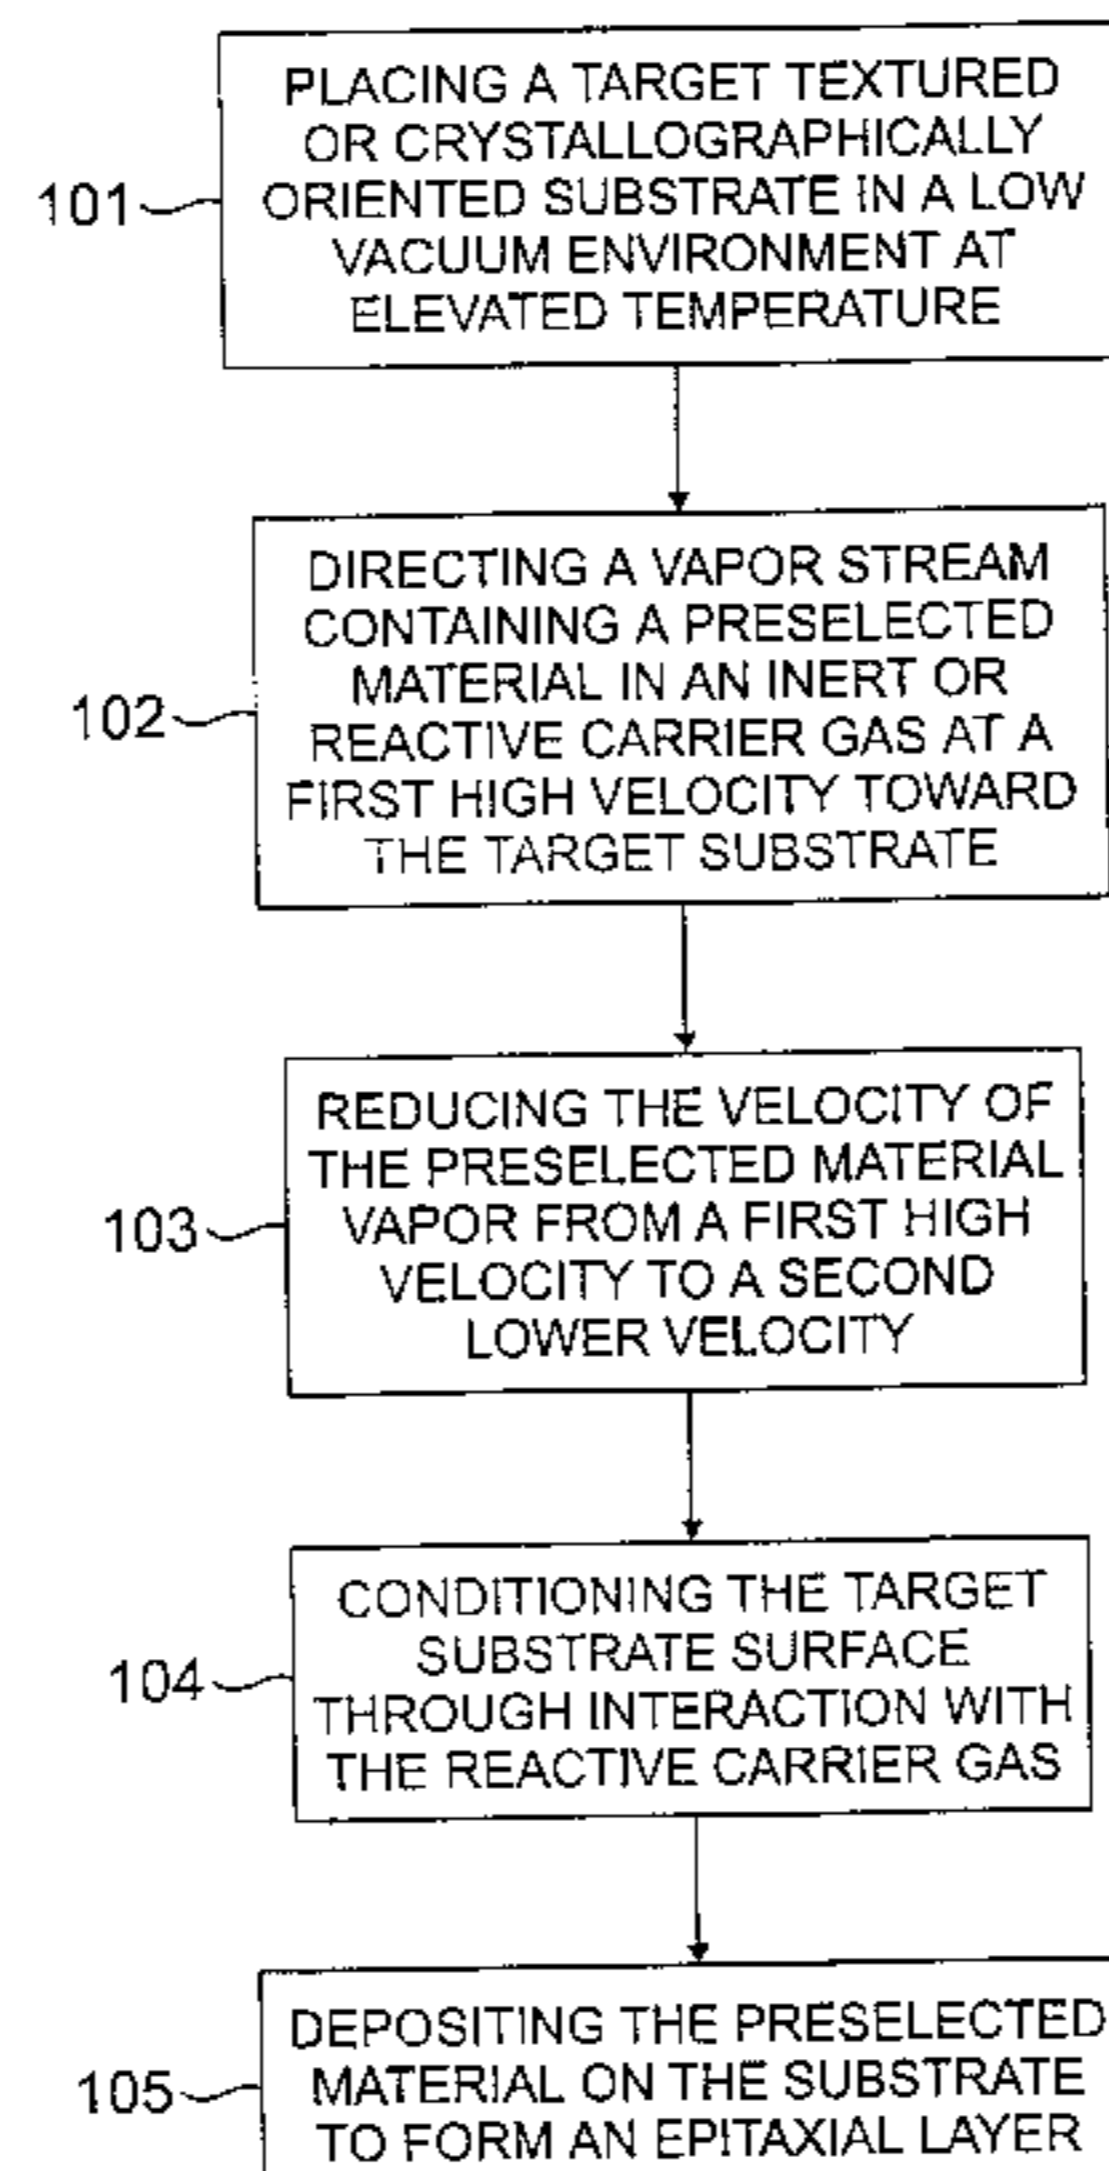 PLACING A TARGET TEXTURED
OR CRYSTALLOGRAPHICALLY
101
ORIENTED SUBSTRATE IN A LOW
VACUUM ENVIRONMENT AT
ELEVATED TEMPERATURE
DIRECTING A VAPOR STREAM
CONTAINING A PRESELECTED
MATERIAL IN AN INERT OR
102
REACTIVE CARRIER GAS AT A
FIRST HIGH VELOCITY TOWARD
THE TARGET SUBSTRATE
REDUCING THE VELOCITY OF
THE PRESELECTED MATERIAL
103
VAPOR FROM A FIRST HIGH
VELOCITY TO A SECOND
LOWER VELOCITY
CONDITIONING THE TARGET
SUBSTRATE SURFACE
104
THROUGH INTERACTION WITH
THE REACTIVE CARRIER GAS
DEPOSITING THE PRESELECTED
105
MATERIAL ON THE SUBSTRATE
TO FORM AN EPITAXIAL LAYER